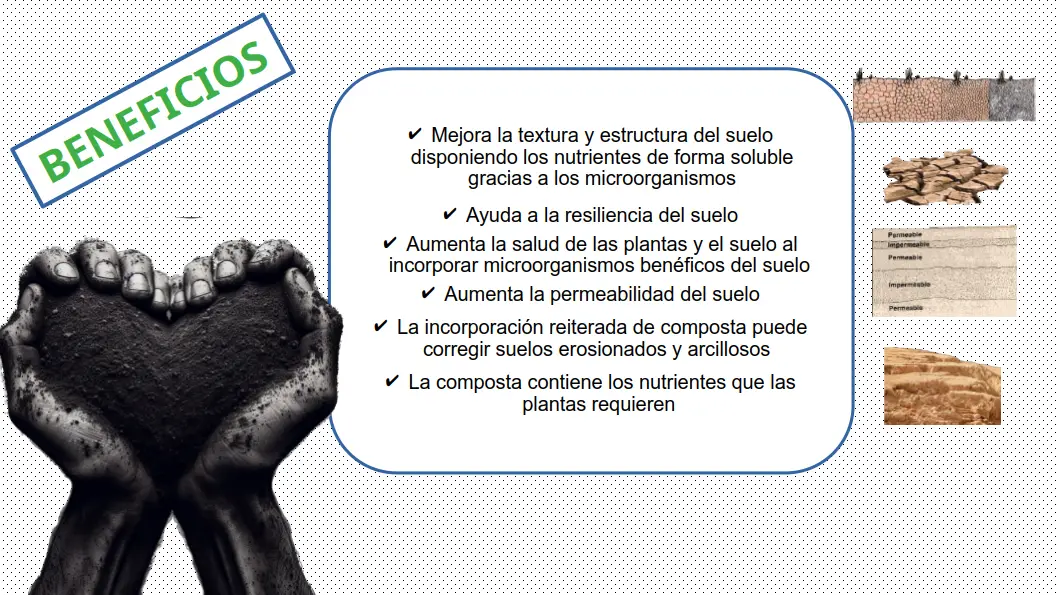 BENEFICIOS
✔ Mejora la textura y estructura del suelo
disponiendo los nutrientes de forma soluble
gracias a los microorganismos
✔ Ayuda a la resiliencia del suelo
✔ Aumenta la salud de las plantas y el suelo al
incorporar microorganismos benéficos del suelo
✔ Aumenta la permeabilidad del suelo
✔ La incorporación reiterada de composta puede
corregir suelos erosionados y arcillosos
✔ La composta contiene los nutrientes que las
plantas requieren
Permeable
Impermeable
Permeable
Impermeable
Permeable